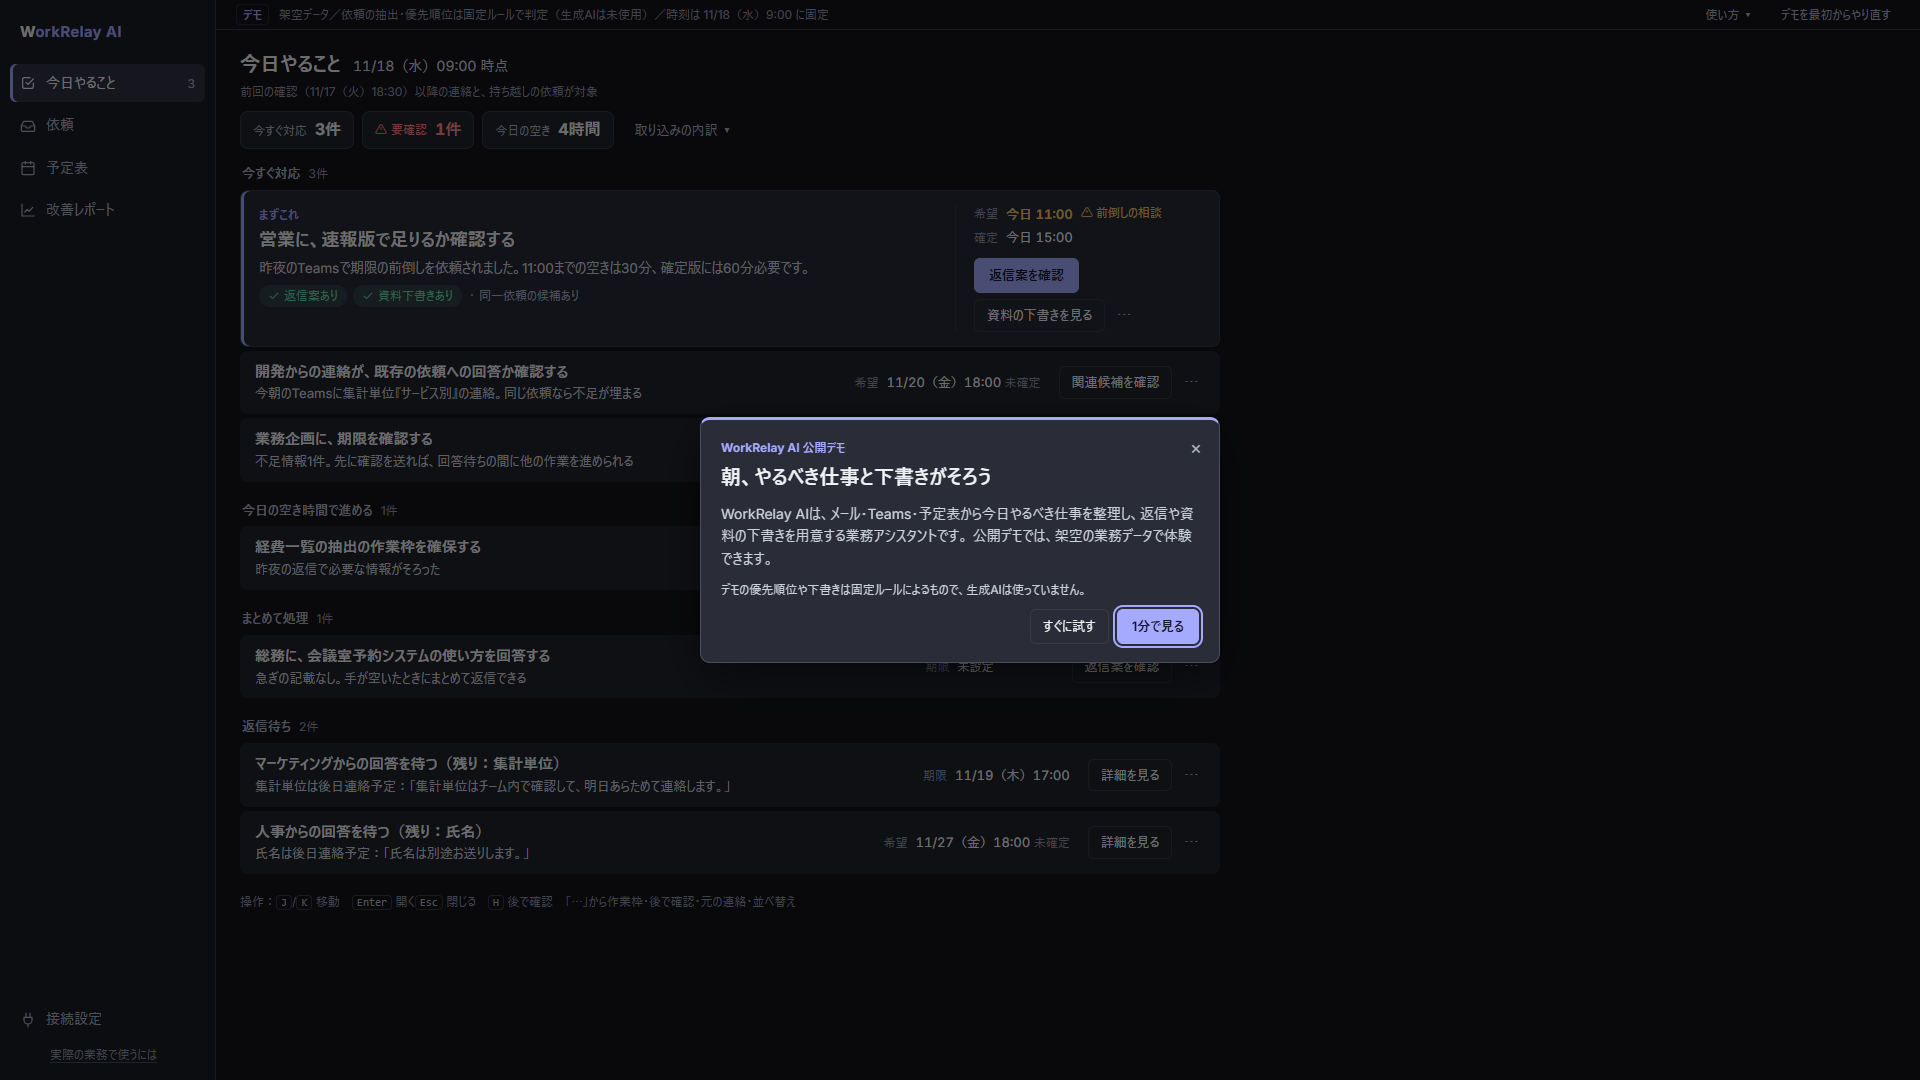 WorkRelay AI
今日やること 3
依頼
予定表
改善レポート
接続設定
実際の業務で使うには
デモ 架空データ／依頼の抽出・優先順位は固定ルールで判定（生成AIは未使用）／時刻は 11/18（水）9:00 に固定
使い方 ▼
デモを最初からやり直す
今日やること 11/18（水）09:00 時点
前回の確認（11/17（火）18:30）以降の連絡と、持ち越しの依頼が対象
今すぐ対応 3件
要確認 1件
今日の空き 4時間
取り込みの内訳 ▼
今すぐ対応 3件
まずこれ
営業に、速報版で足りるか確認する
昨夜のTeamsで期限の前倒しを依頼されました。11:00までの空きは30分、確定版には60分必要です。
✓ 返信案あり ✓ 資料下書きあり ・同一依頼の候補あり
希望 今日 11:00 前倒しの相談
確定 今日 15:00
返信案を確認
資料の下書きを見る …
開発からの連絡が、既存の依頼への回答か確認する
今朝のTeamsに集計単位『サービス別』の連絡。同じ依頼なら不足が埋まる
希望 11/20（金）18:00 未確定
関連候補を確認 …
業務企画に、期限を確認する
不足情報1件。先に確認を送れば、回答待ちの間に他の作業を進められる
今日の空き時間で進める 1件
経費一覧の抽出の作業枠を確保する
昨夜の返信で必要な情報がそろった
まとめて処理 1件
総務に、会議室予約システムの使い方を回答する
急ぎの記載なし。手が空いたときにまとめて返信できる
期限 未設定
返信案を確認 …
WorkRelay AI 公開デモ
×
朝、やるべき仕事と下書きがそろう
WorkRelay AIは、メール・Teams・予定表から今日やるべき仕事を整理し、返信や資
料の下書きを用意する業務アシスタントです。公開デモでは、架空の業務データで体験
できます。
デモの優先順位や下書きは固定ルールによるもので、生成AIは使っていません。
すぐに試す
1分で見る
返信待ち 2件
マーケティングからの回答を待つ（残り：集計単位）
集計単位は後日連絡予定：「集計単位はチーム内で確認して、明日あらためて連絡します。」
期限 11/19（木）17:00
詳細を見る …
人事からの回答を待つ（残り：氏名）
氏名は後日連絡予定：「氏名は別途お送りします。」
希望 11/27（金）18:00 未確定
詳細を見る …
操作： J / K 移動 Enter 開く Esc 閉じる H 後で確認 「…」から作業枠・後で確認・元の連絡・並べ替え